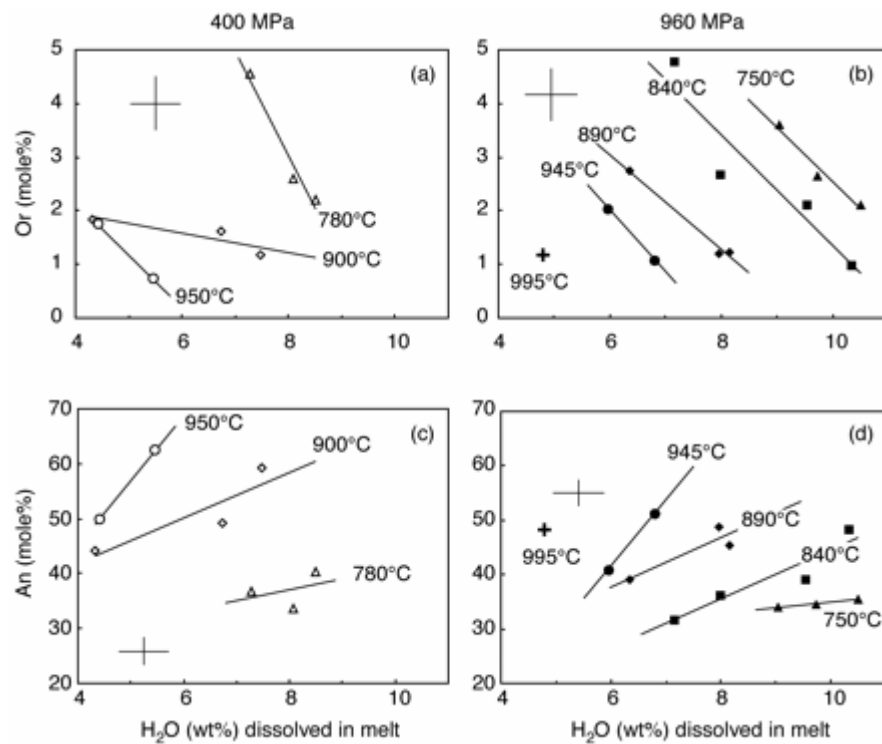 400 MPa
960 MPa
Or (mole%)
5
4
3
2
1
0
4
6
8
10
(a)
780°C
900°C
950°C
5
4
3
2
1
0
4
6
8
10
(b)
750°C
840°C
890°C
945°C
995°C
An (mole%)
70
60
50
40
30
20
4
6
8
10
(c)
950°C
900°C
780°C
H2O (wt%) dissolved in melt
70
60
50
40
30
20
4
6
8
10
(d)
945°C
890°C
995°C
840°C
750°C
H2O (wt%) dissolved in melt